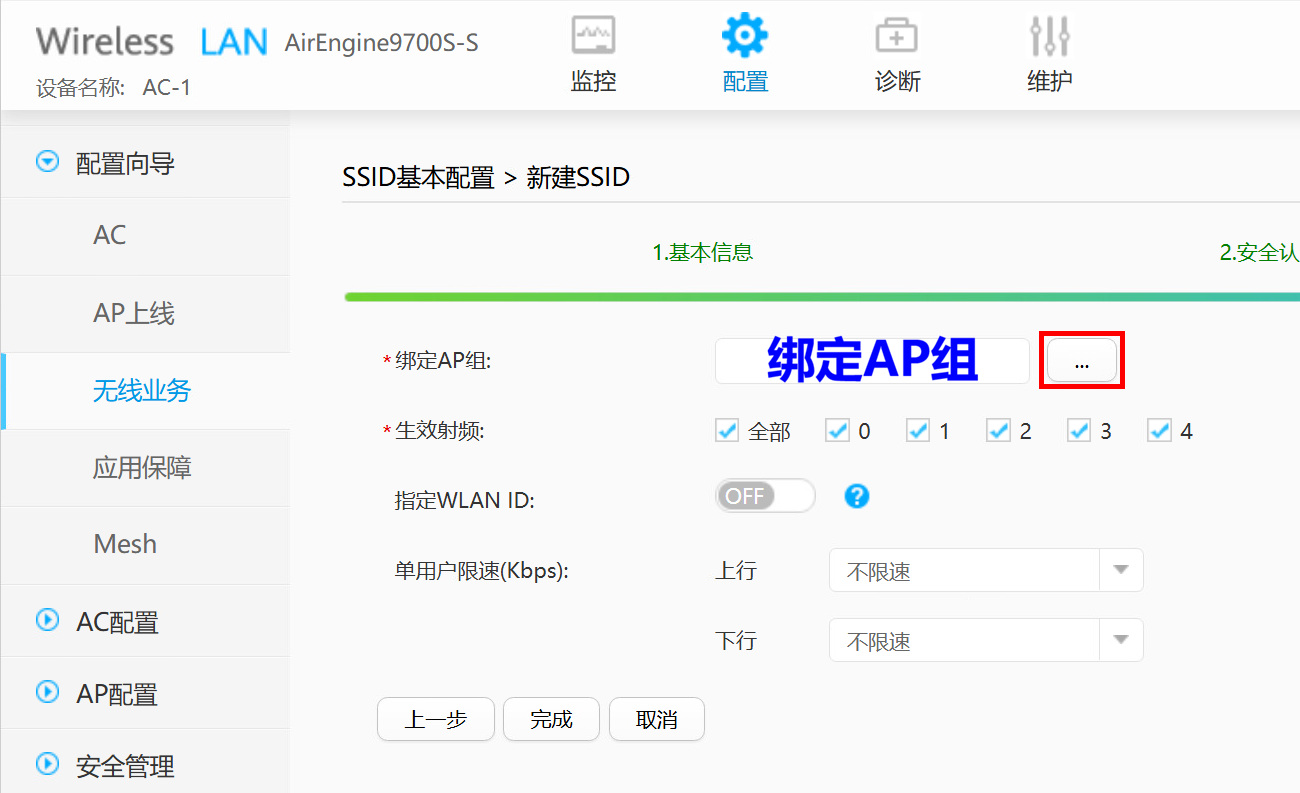 Wireless LAN AirEngine9700S-S
设备名称: AC-1
监控
配置
诊断
维护
配置向导
AC
AP上线
无线业务
应用保障
Mesh
AC配置
AP配置
安全管理
SSID基本配置 > 新建SSID
1.基本信息
2.安全认
*绑定AP组: 绑定AP组 ...
*生效射频: 全部 0 1 2 3 4
指定WLAN ID: OFF ?
单用户限速(Kbps): 上行 不限速
下行 不限速
上一步 完成 取消